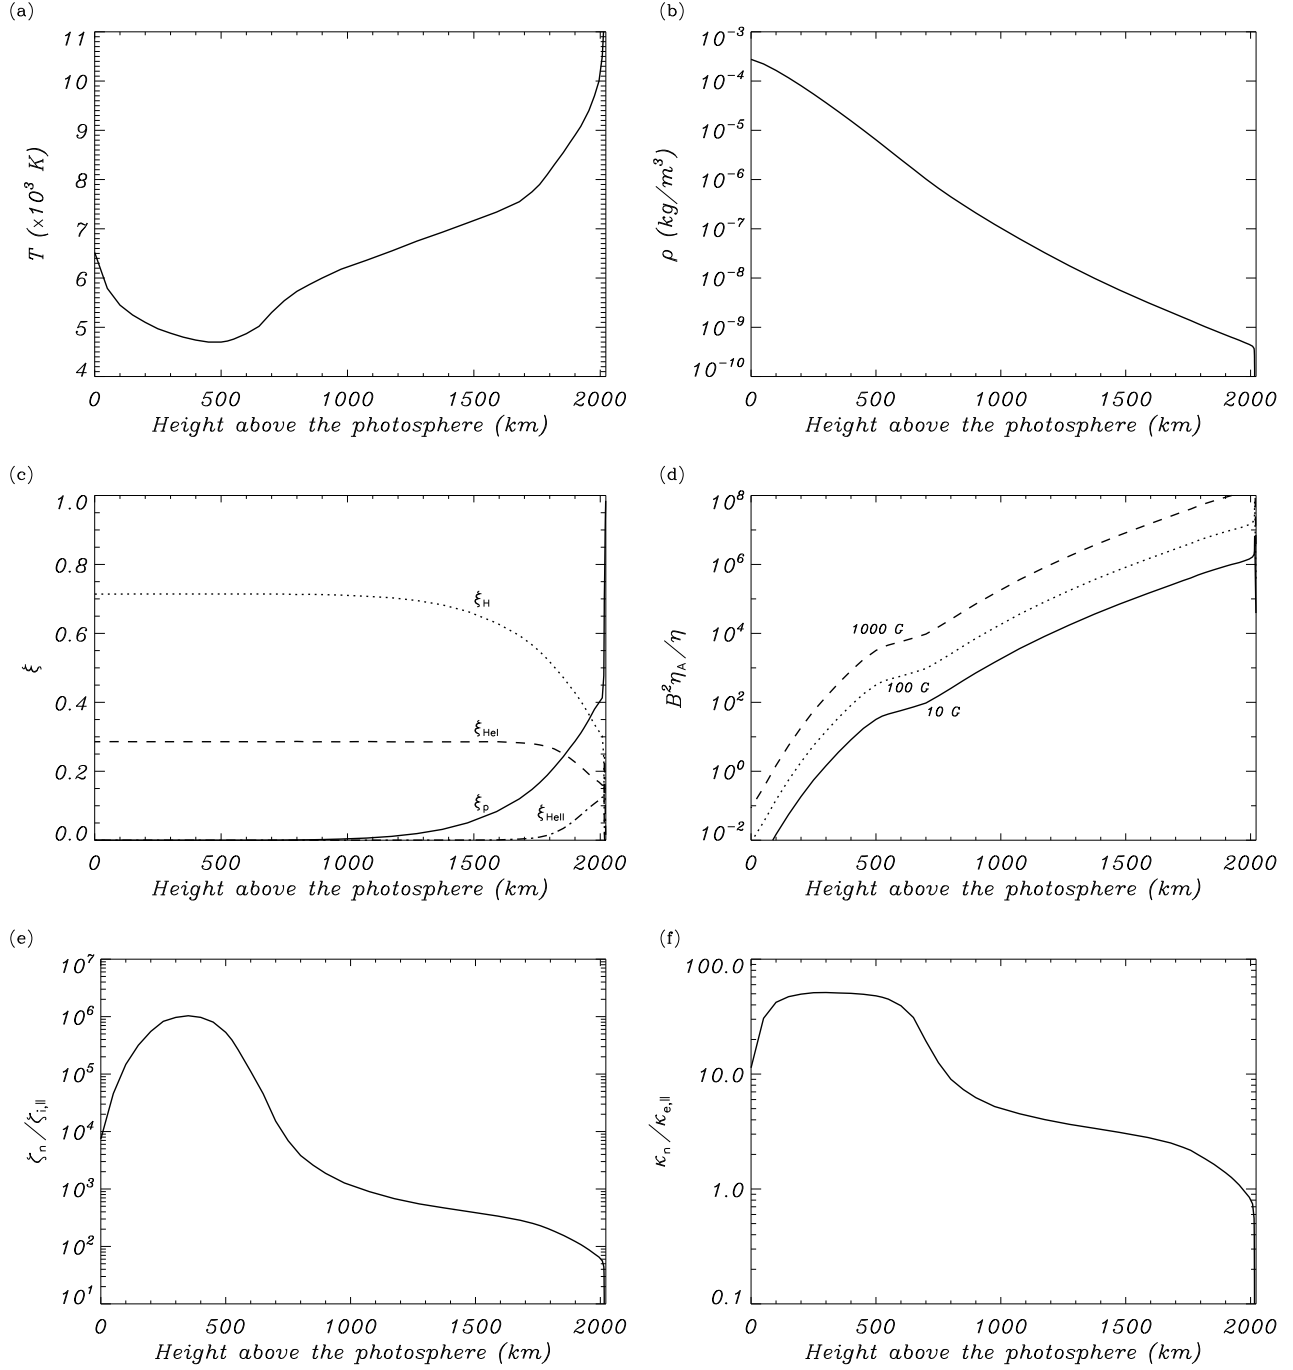 (a)
11
10
9
8
7
6
5
4
T (×10³ K)
0 500 1000 1500 2000
Height above the photosphere (km)
(b)
10⁻³
10⁻⁴
10⁻⁵
10⁻⁶
10⁻⁷
10⁻⁸
10⁻⁹
10⁻¹⁰
ρ (kg/m³)
0 500 1000 1500 2000
Height above the photosphere (km)
(c)
1.0
0.8
0.6
0.4
0.2
0.0
ξ
ξH
ξHeI
ξp
ξHeII
0 500 1000 1500 2000
Height above the photosphere (km)
(d)
10⁸
10⁶
10⁴
10²
10⁰
10⁻²
B²ηA/η
1000 G
100 G
10 G
0 500 1000 1500 2000
Height above the photosphere (km)
(e)
10⁷
10⁶
10⁵
10⁴
10³
10²
10¹
ζn/ζi,||
0 500 1000 1500 2000
Height above the photosphere (km)
(f)
100.0
10.0
1.0
0.1
κn/κe,||
0 500 1000 1500 2000
Height above the photosphere (km)